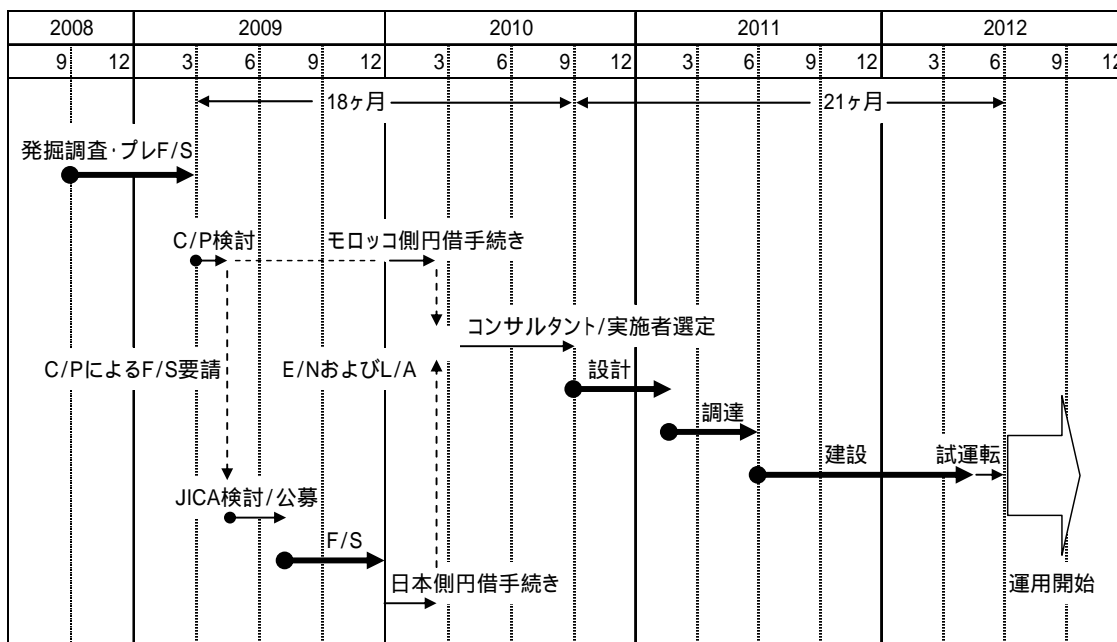 2008 2009 2010 2011 2012
9 12 3 6 9 12 3 6 9 12 3 6 9 12 3 6 9 12
18ヶ月 21ヶ月
発掘調査・プレF/S
C/P検討 モロッコ側円借手続き
コンサルタント/実施者選定
C/PによるF/S要請 E/NおよびL/A 設計
調達
建設 試運転
JICA検討/公募
F/S
日本側円借手続き 運用開始